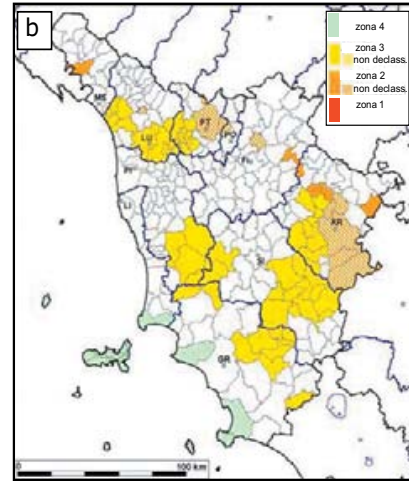 b
zona 4
zona 3
non declass.
zona 2
non declass.
zona 1
MS
LU
PT
PO
FI
PI
LI
AR
SI
GR
0
100 km